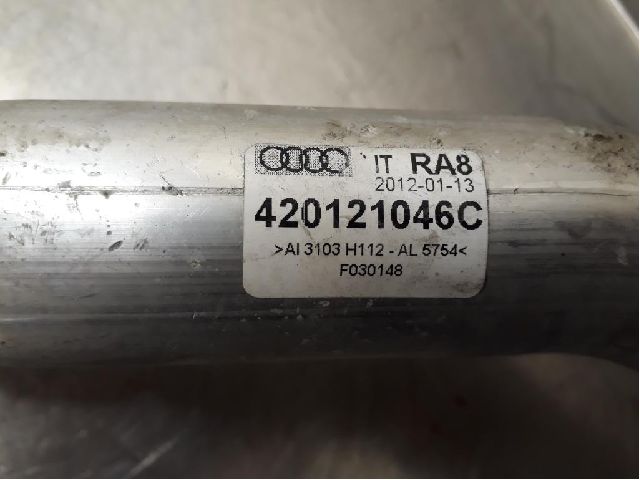 IT RA8
2012-01-13
420121046C
>Al 3103 H112 - AL 5754<
F030148